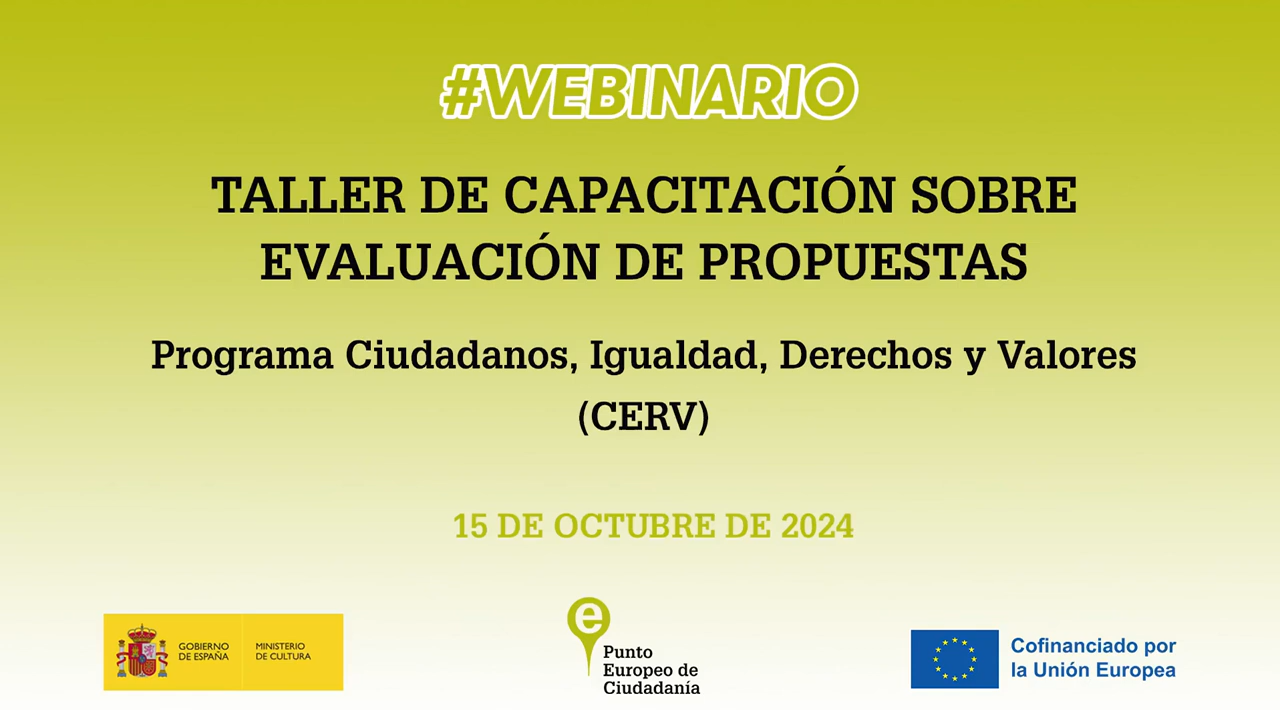 #WEBINARIO
TALLER DE CAPACITACIÓN SOBRE
EVALUACIÓN DE PROPUESTAS
Programa Ciudadanos, Igualdad, Derechos y Valores
(CERV)
15 DE OCTUBRE DE 2024
GOBIERNO
DE ESPAÑA
MINISTERIO
DE CULTURA
e
Punto
Europeo de
Ciudadanía
Cofinanciado por
la Unión Europea